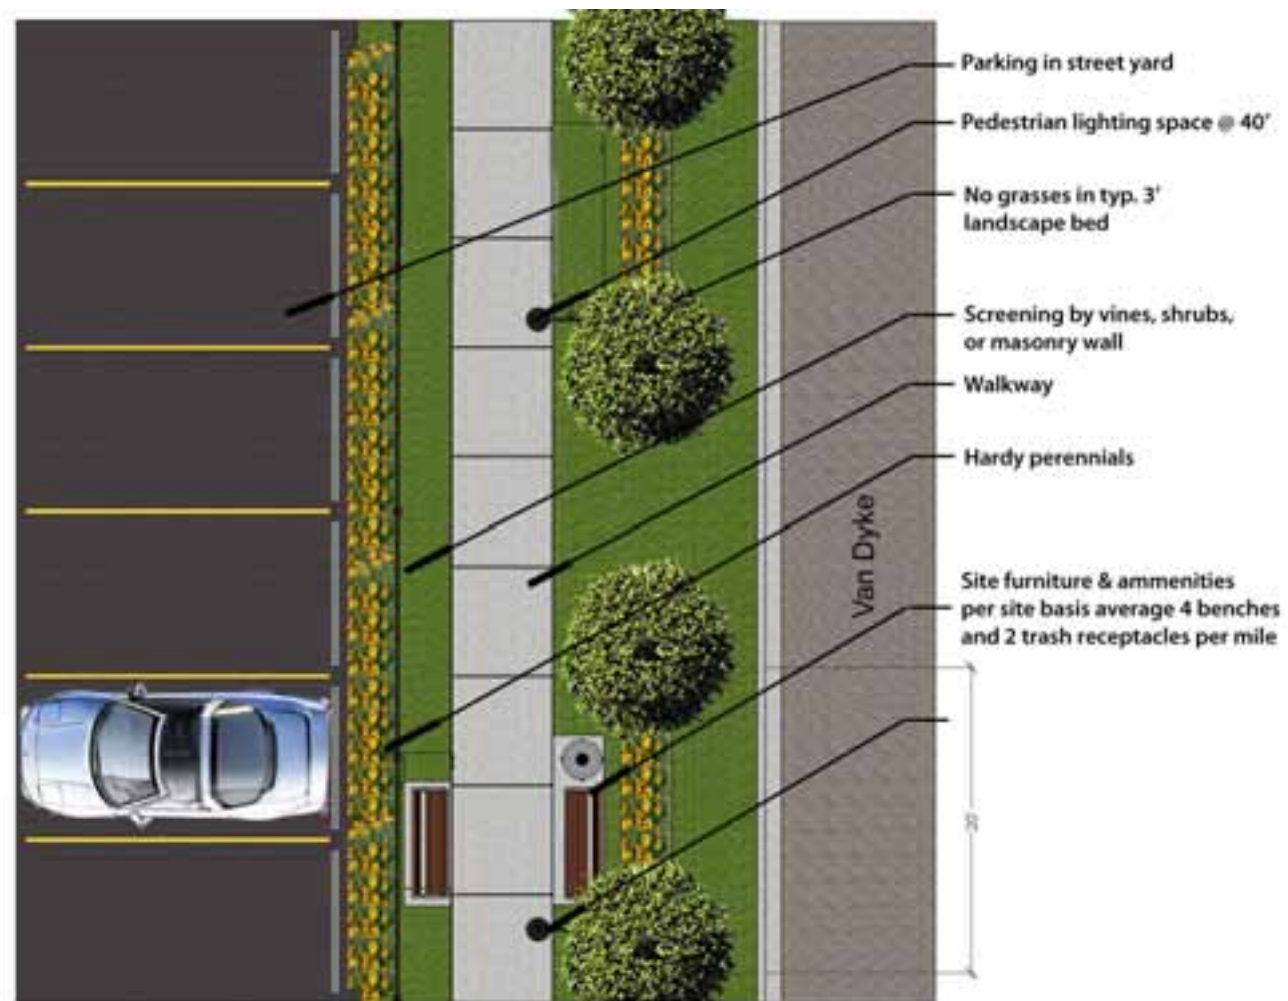 Parking in street yard
Pedestrian lighting space @ 40'
No grasses in typ. 3'
landscape bed
Screening by vines, shrubs,
or masonry wall
Walkway
Hardy perennials
Van Dyke
Site furniture & ammenities
per site basis average 4 benches
and 2 trash receptacles per mile